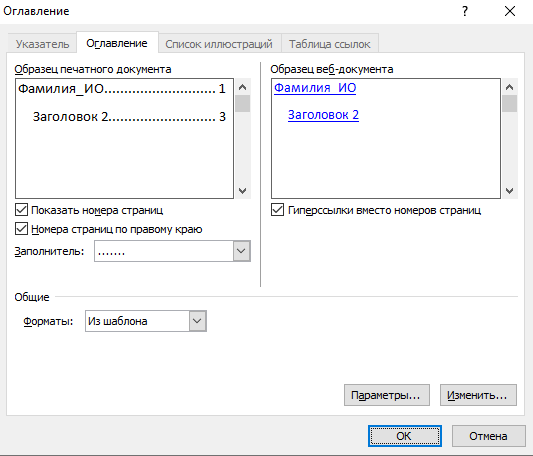 Оглавление
?
Указатель
Оглавление
Список иллюстраций
Таблица ссылок
Образец печатного документа
Фамилия_ИО........................ 1
Заголовок 2...................... 3
Показать номера страниц
Номера страниц по правому краю
Заполнитель: .......
Образец веб-документа
Фамилия_ИО
Заголовок 2
Гиперссылки вместо номеров страниц
Общие
Форматы: Из шаблона
Параметры...
Изменить...
ОК
Отмена